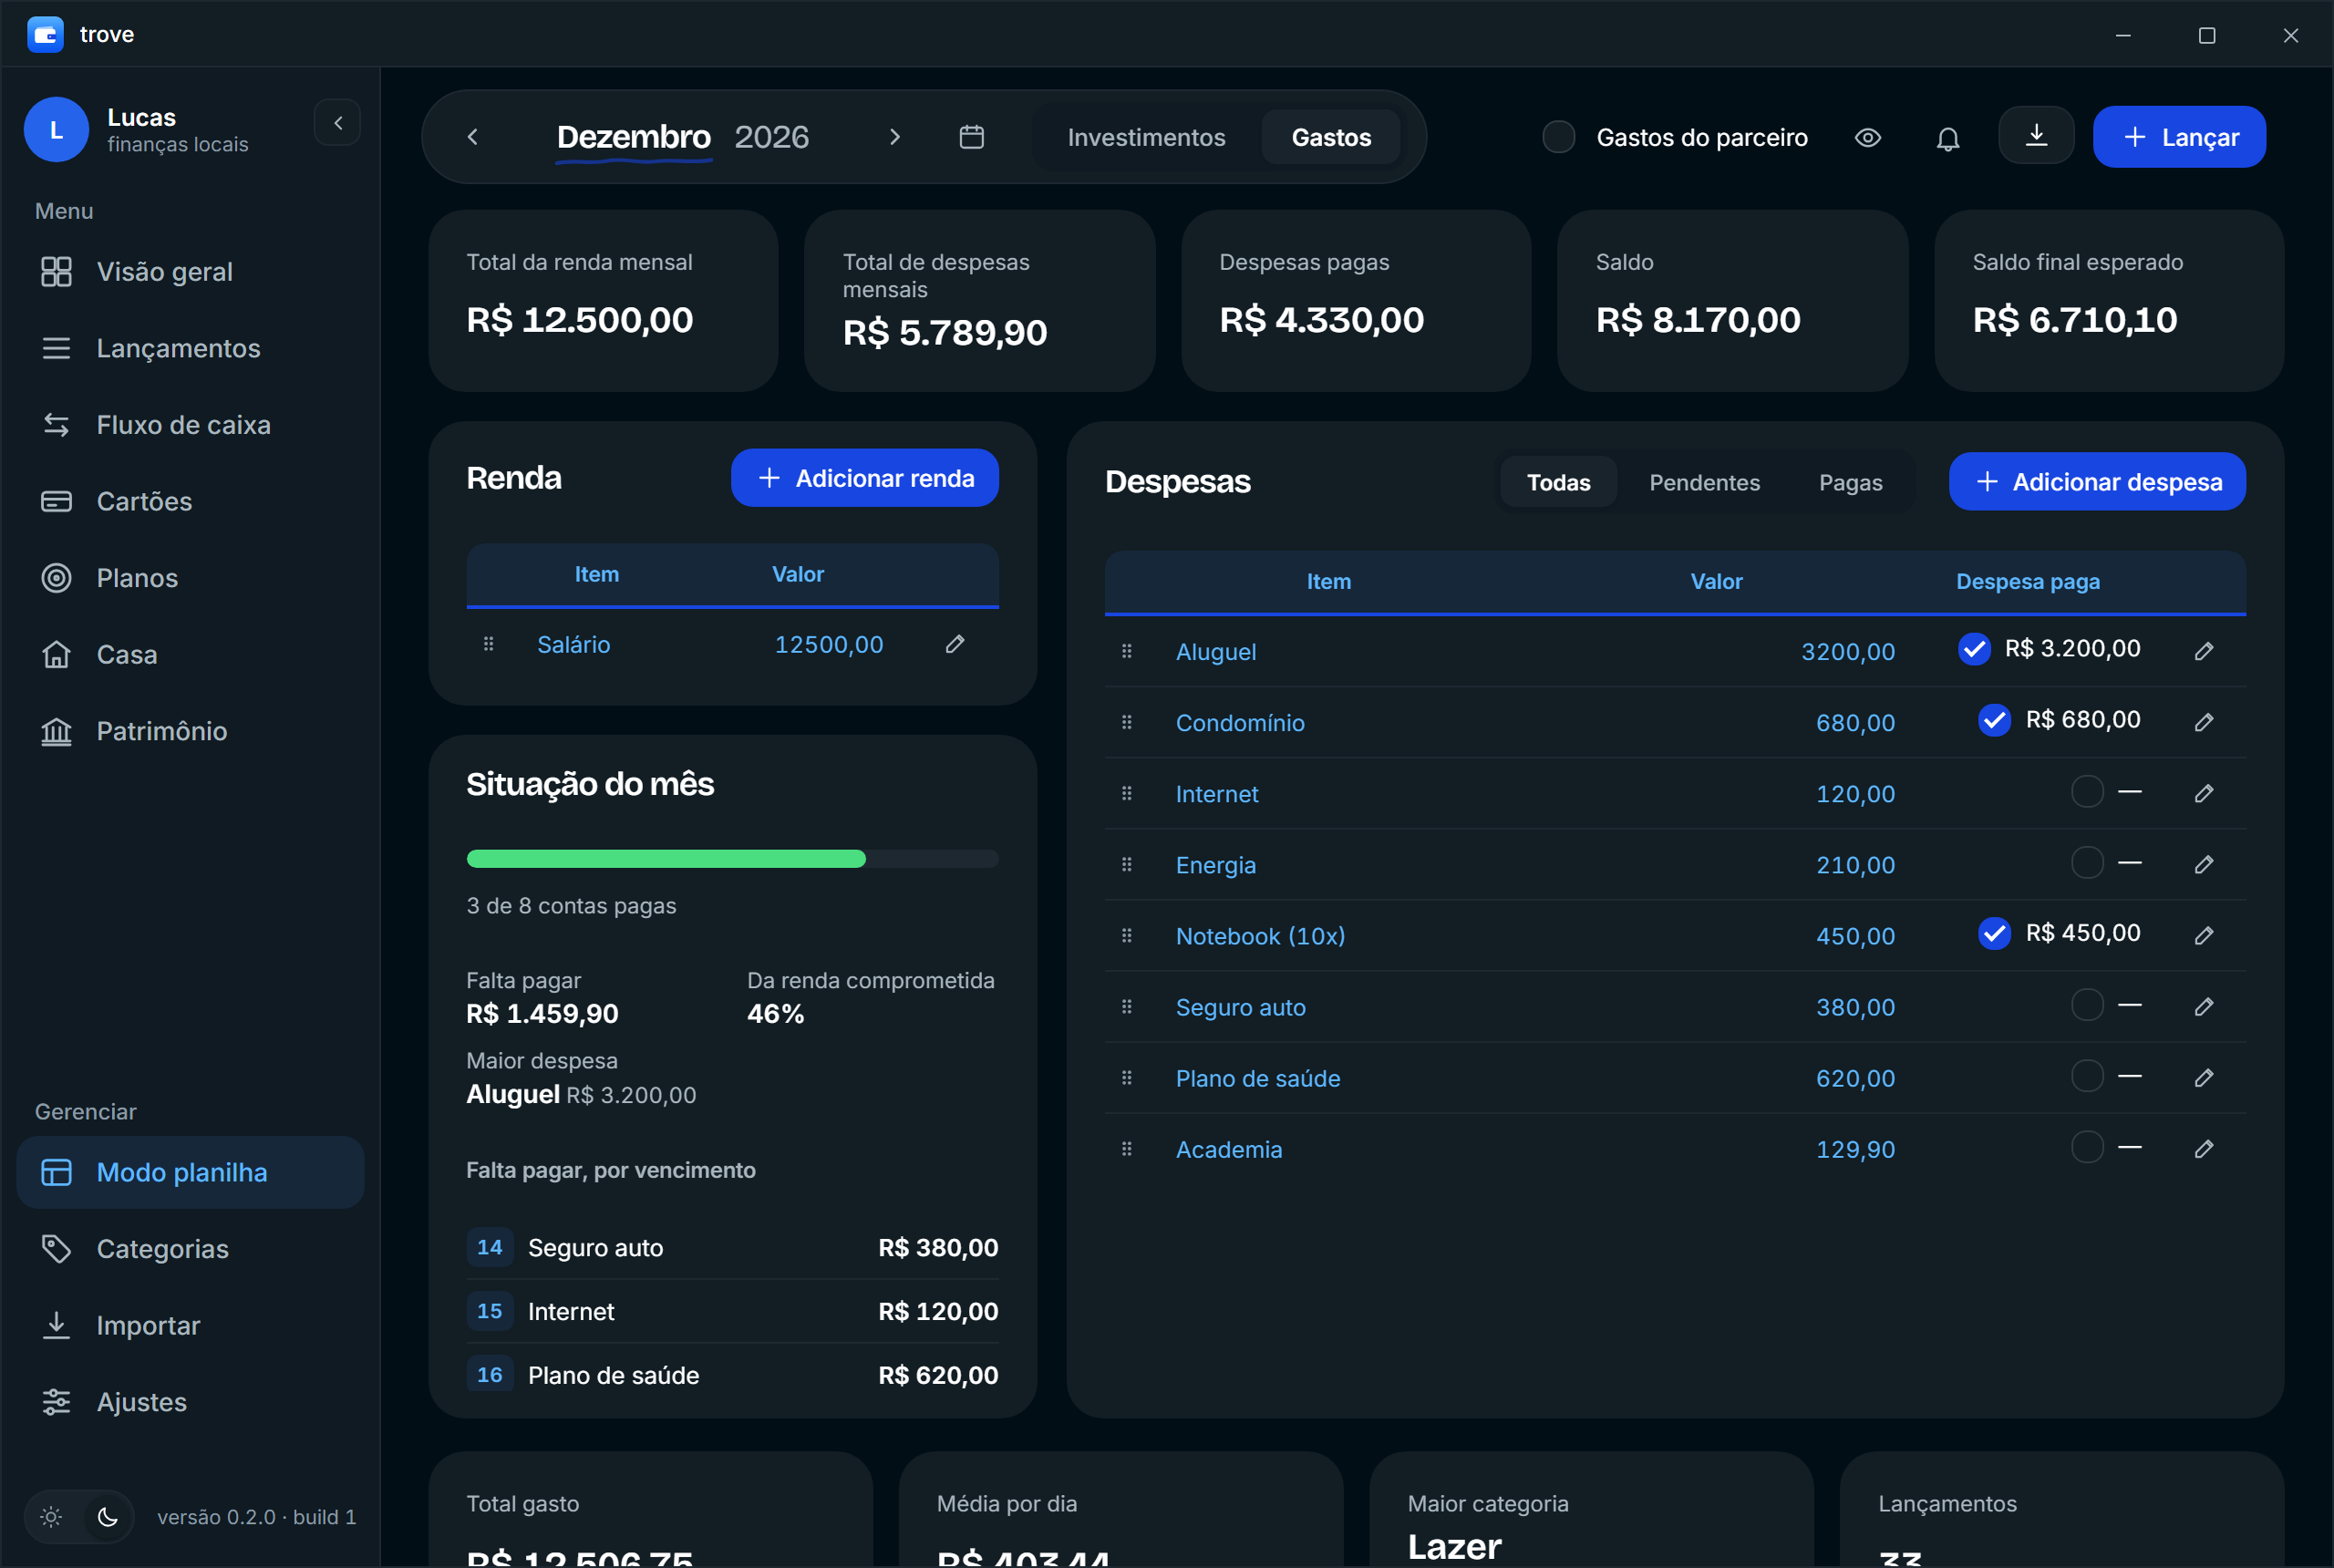 trove
L
Lucas
finanças locais
Menu
Visão geral
Lançamentos
Fluxo de caixa
Cartões
Planos
Casa
Patrimônio
Gerenciar
Modo planilha
Categorias
Importar
Ajustes
versão 0.2.0 · build 1
Dezembro 2026
Investimentos
Gastos
Gastos do parceiro
Lançar
Total da renda mensal
R$ 12.500,00
Total de despesas
mensais
R$ 5.789,90
Despesas pagas
R$ 4.330,00
Saldo
R$ 8.170,00
Saldo final esperado
R$ 6.710,10
Renda
Adicionar renda
Item Valor
Salário 12500,00
Situação do mês
3 de 8 contas pagas
Falta pagar
R$ 1.459,90
Da renda comprometida
46%
Maior despesa
Aluguel R$ 3.200,00
Falta pagar, por vencimento
14 Seguro auto R$ 380,00
15 Internet R$ 120,00
16 Plano de saúde R$ 620,00
Despesas
Todas
Pendentes
Pagas
Adicionar despesa
Item Valor Despesa paga
Aluguel 3200,00 R$ 3.200,00
Condomínio 680,00 R$ 680,00
Internet 120,00 —
Energia 210,00 —
Notebook (10x) 450,00 R$ 450,00
Seguro auto 380,00 —
Plano de saúde 620,00 —
Academia 129,90 —
Total gasto
R$ 12.506,75
Média por dia
R$ 403,44
Maior categoria
Lazer
Lançamentos
33